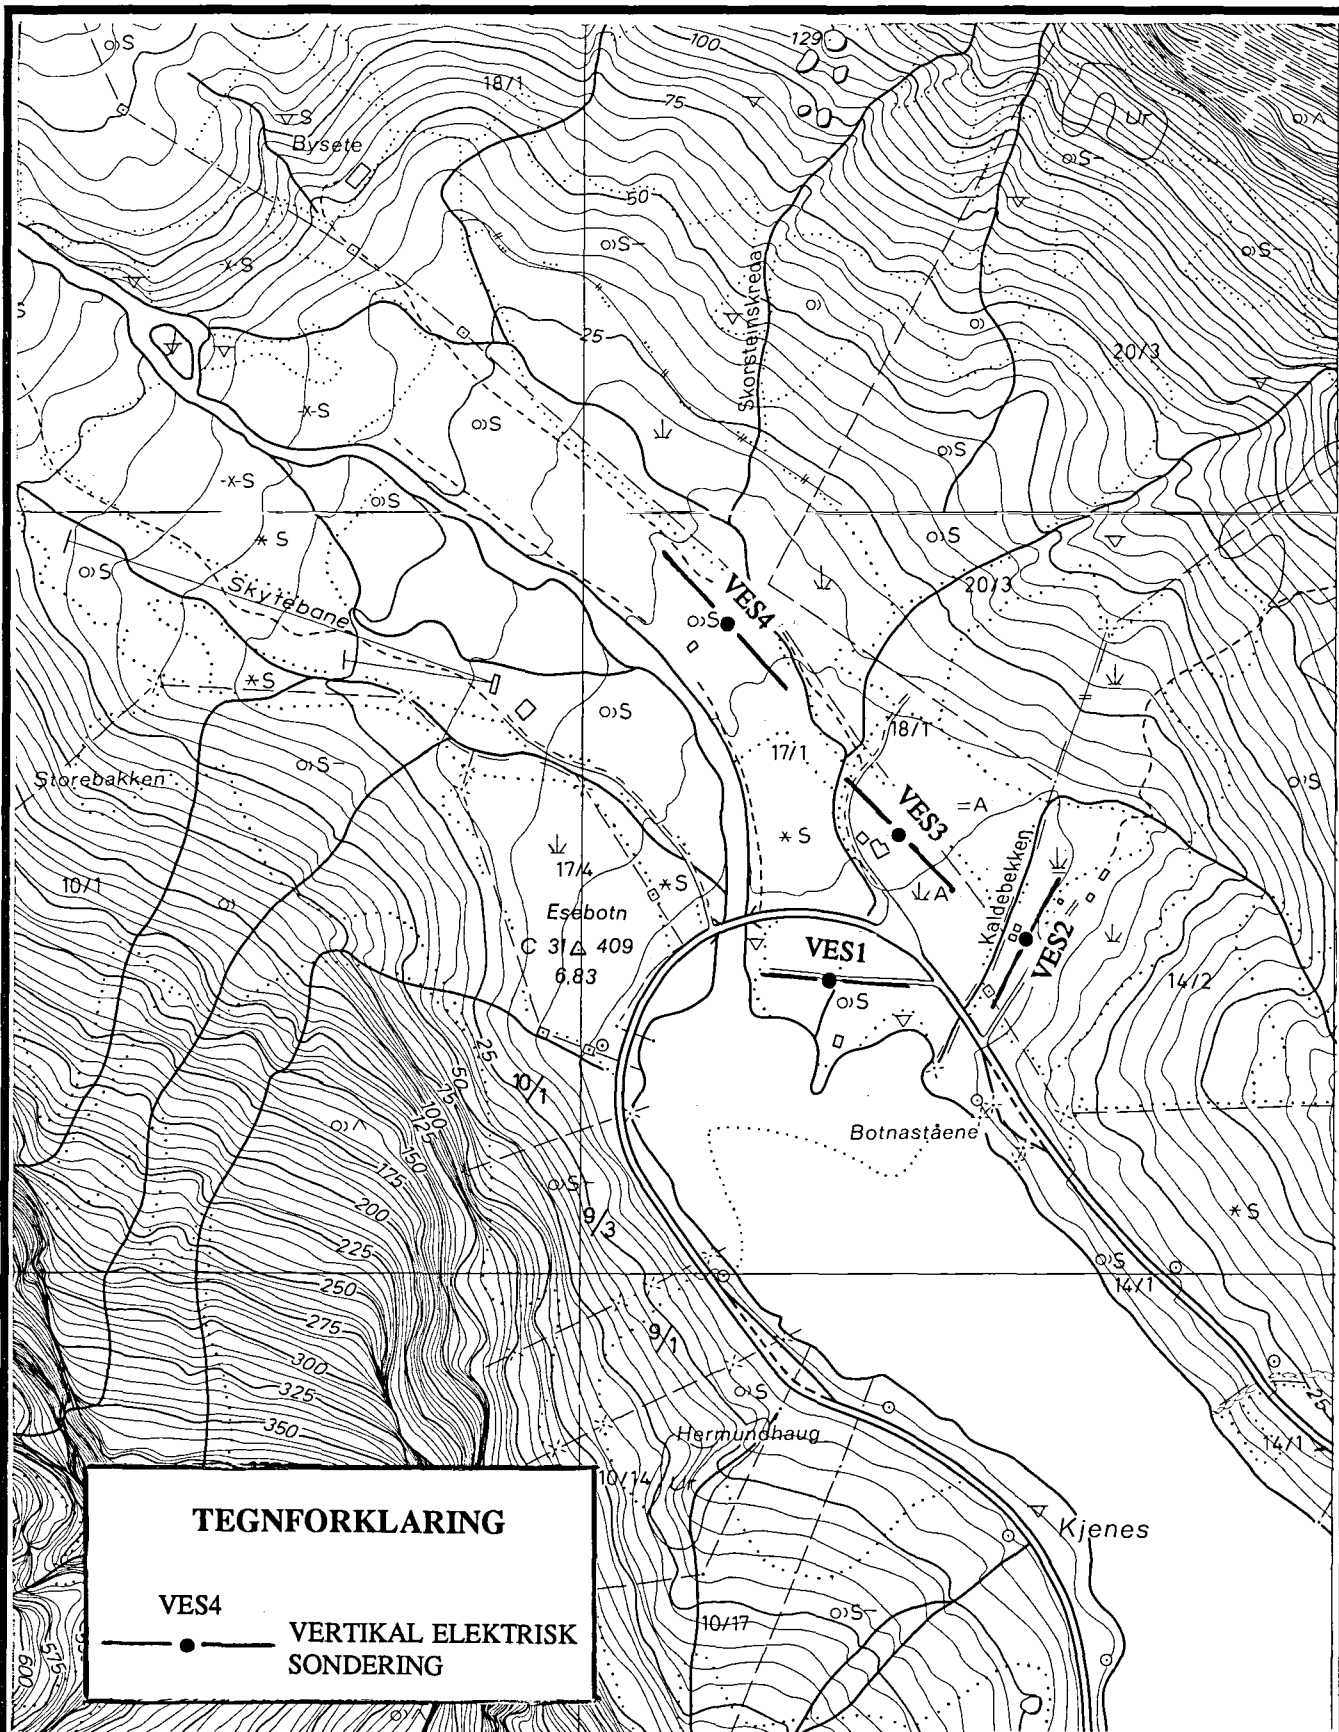 100
129
18/1
75
Ur
S
Bysete
50
S
S
S
25
20/3
Skorsteinskreda
S
S
S
S
S
S
S
S
S
20/3
Skytebane
VES4
S
S
S
18/1
17/1
Storebakken
S
S
VES3
A
S
17/4
S
A
10/1
Kaldebekken
Esebotn
C 31 409
6.83
VES1
VES2
S
14/2
25
50
75
100
125
150
175
10/1
Botnaståene
S
200
9/3
S
225
S
14/1
250
275
9/1
300
325
S
25
350
Hermundhaug
14/1
10/14
Ur
Kjenes
TEGNFORKLARING
VES4
VERTIKAL ELEKTRISK
SONDERING
10/17
S
575
600